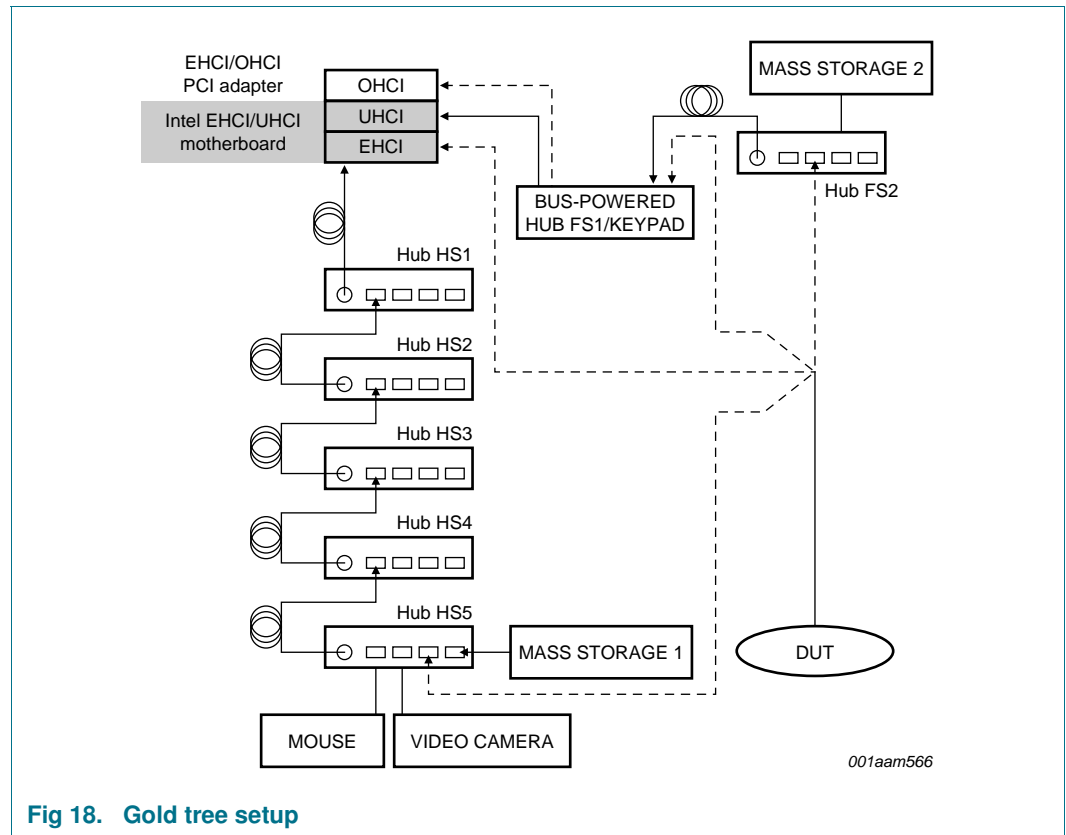 EHCI/OHCI
PCI adapter
Intel EHCI/UHCI
motherboard
OHCI
UHCI
EHCI
MASS STORAGE 2
Hub FS2
BUS-POWERED
HUB FS1/KEYPAD
Hub HS1
Hub HS2
Hub HS3
Hub HS4
Hub HS5
MASS STORAGE 1
DUT
MOUSE
VIDEO CAMERA
001aam566
Fig 18. Gold tree setup